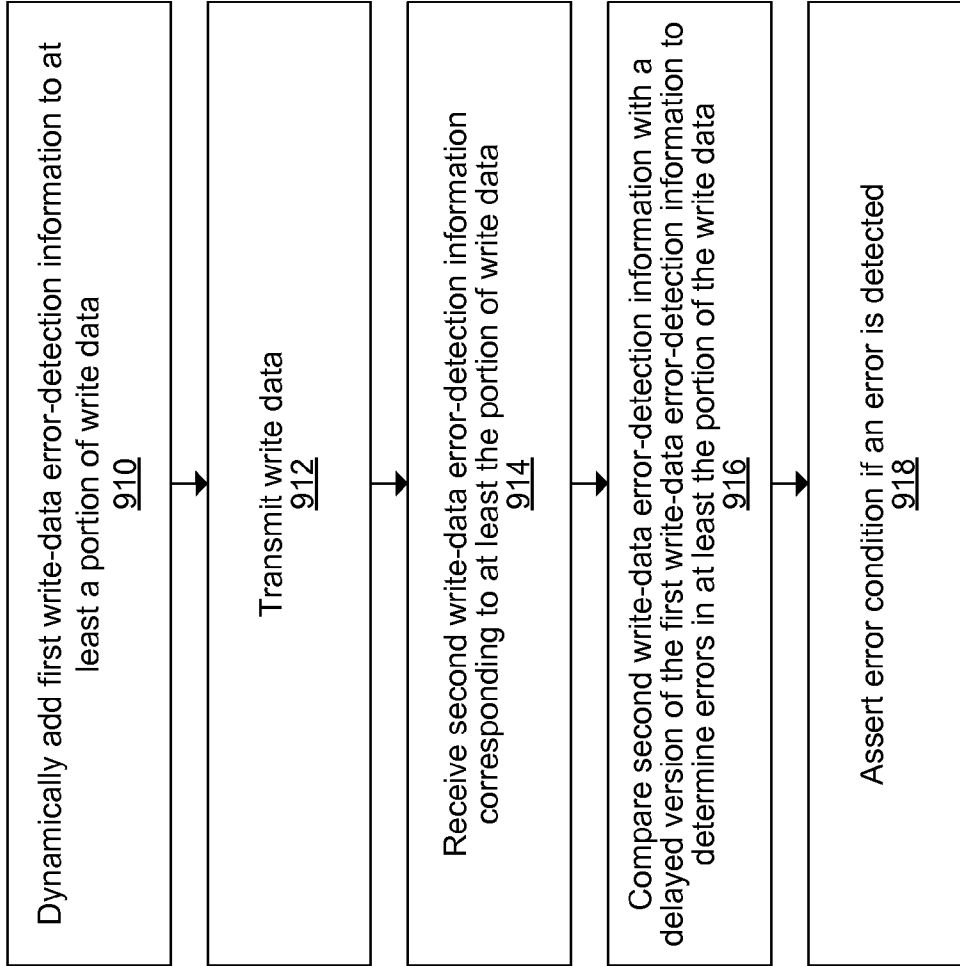 Dynamically add first write-data error-detection information to at
least a portion of write data
910
Transmit write data
912
Receive second write-data error-detection information
corresponding to at least the portion of write data
914
Compare second write-data error-detection information with a
delayed version of the first write-data error-detection information to
determine errors in at least the portion of the write data
916
Assert error condition if an error is detected
918